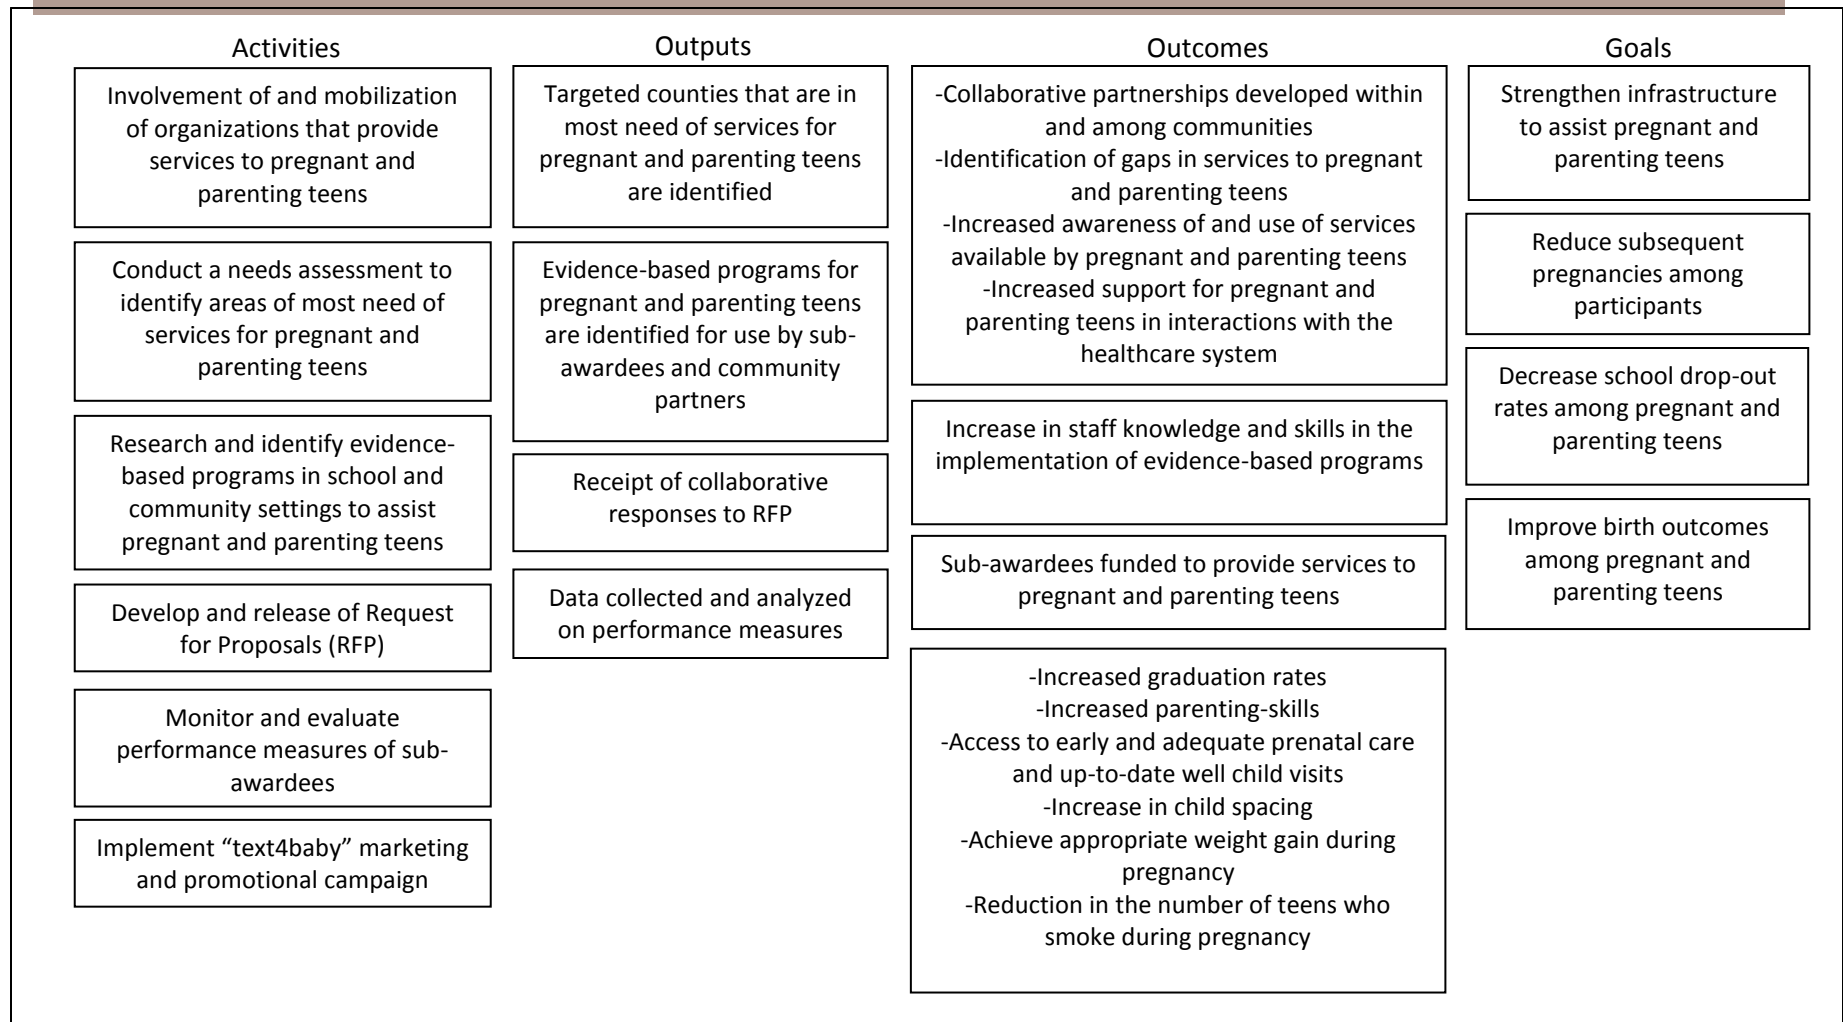 Activities
Involvement of and mobilization
of organizations that provide
services to pregnant and
parenting teens
Conduct a needs assessment to
identify areas of most need of
services for pregnant and
parenting teens
Research and identify evidence-
based programs in school and
community settings to assist
pregnant and parenting teens
Develop and release of Request
for Proposals (RFP)
Monitor and evaluate
performance measures of sub-
awardees
Implement “text4baby” marketing
and promotional campaign
Outputs
Targeted counties that are in
most need of services for
pregnant and parenting teens
are identified
Evidence-based programs for
pregnant and parenting teens
are identified for use by sub-
awardees and community
partners
Receipt of collaborative
responses to RFP
Data collected and analyzed
on performance measures
Outcomes
-Collaborative partnerships developed within
and among communities
-Identification of gaps in services to pregnant
and parenting teens
-Increased awareness of and use of services
available by pregnant and parenting teens
-Increased support for pregnant and
parenting teens in interactions with the
healthcare system
Increase in staff knowledge and skills in the
implementation of evidence-based programs
Sub-awardees funded to provide services to
pregnant and parenting teens
-Increased graduation rates
-Increased parenting-skills
-Access to early and adequate prenatal care
and up-to-date well child visits
-Increase in child spacing
-Achieve appropriate weight gain during
pregnancy
-Reduction in the number of teens who
smoke during pregnancy
Goals
Strengthen infrastructure
to assist pregnant and
parenting teens
Reduce subsequent
pregnancies among
participants
Decrease school drop-out
rates among pregnant and
parenting teens
Improve birth outcomes
among pregnant and
parenting teens